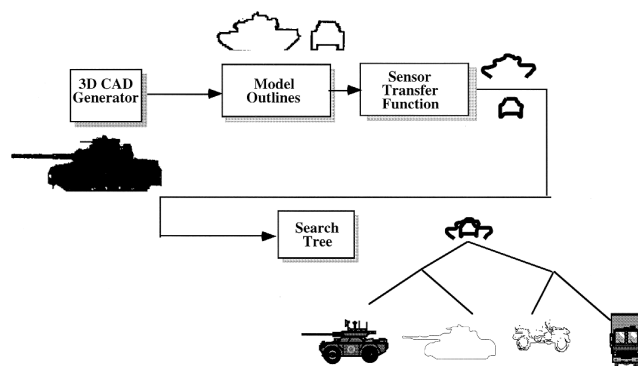 3D CAD
Generator
Model
Outlines
Sensor
Transfer
Function
Search
Tree